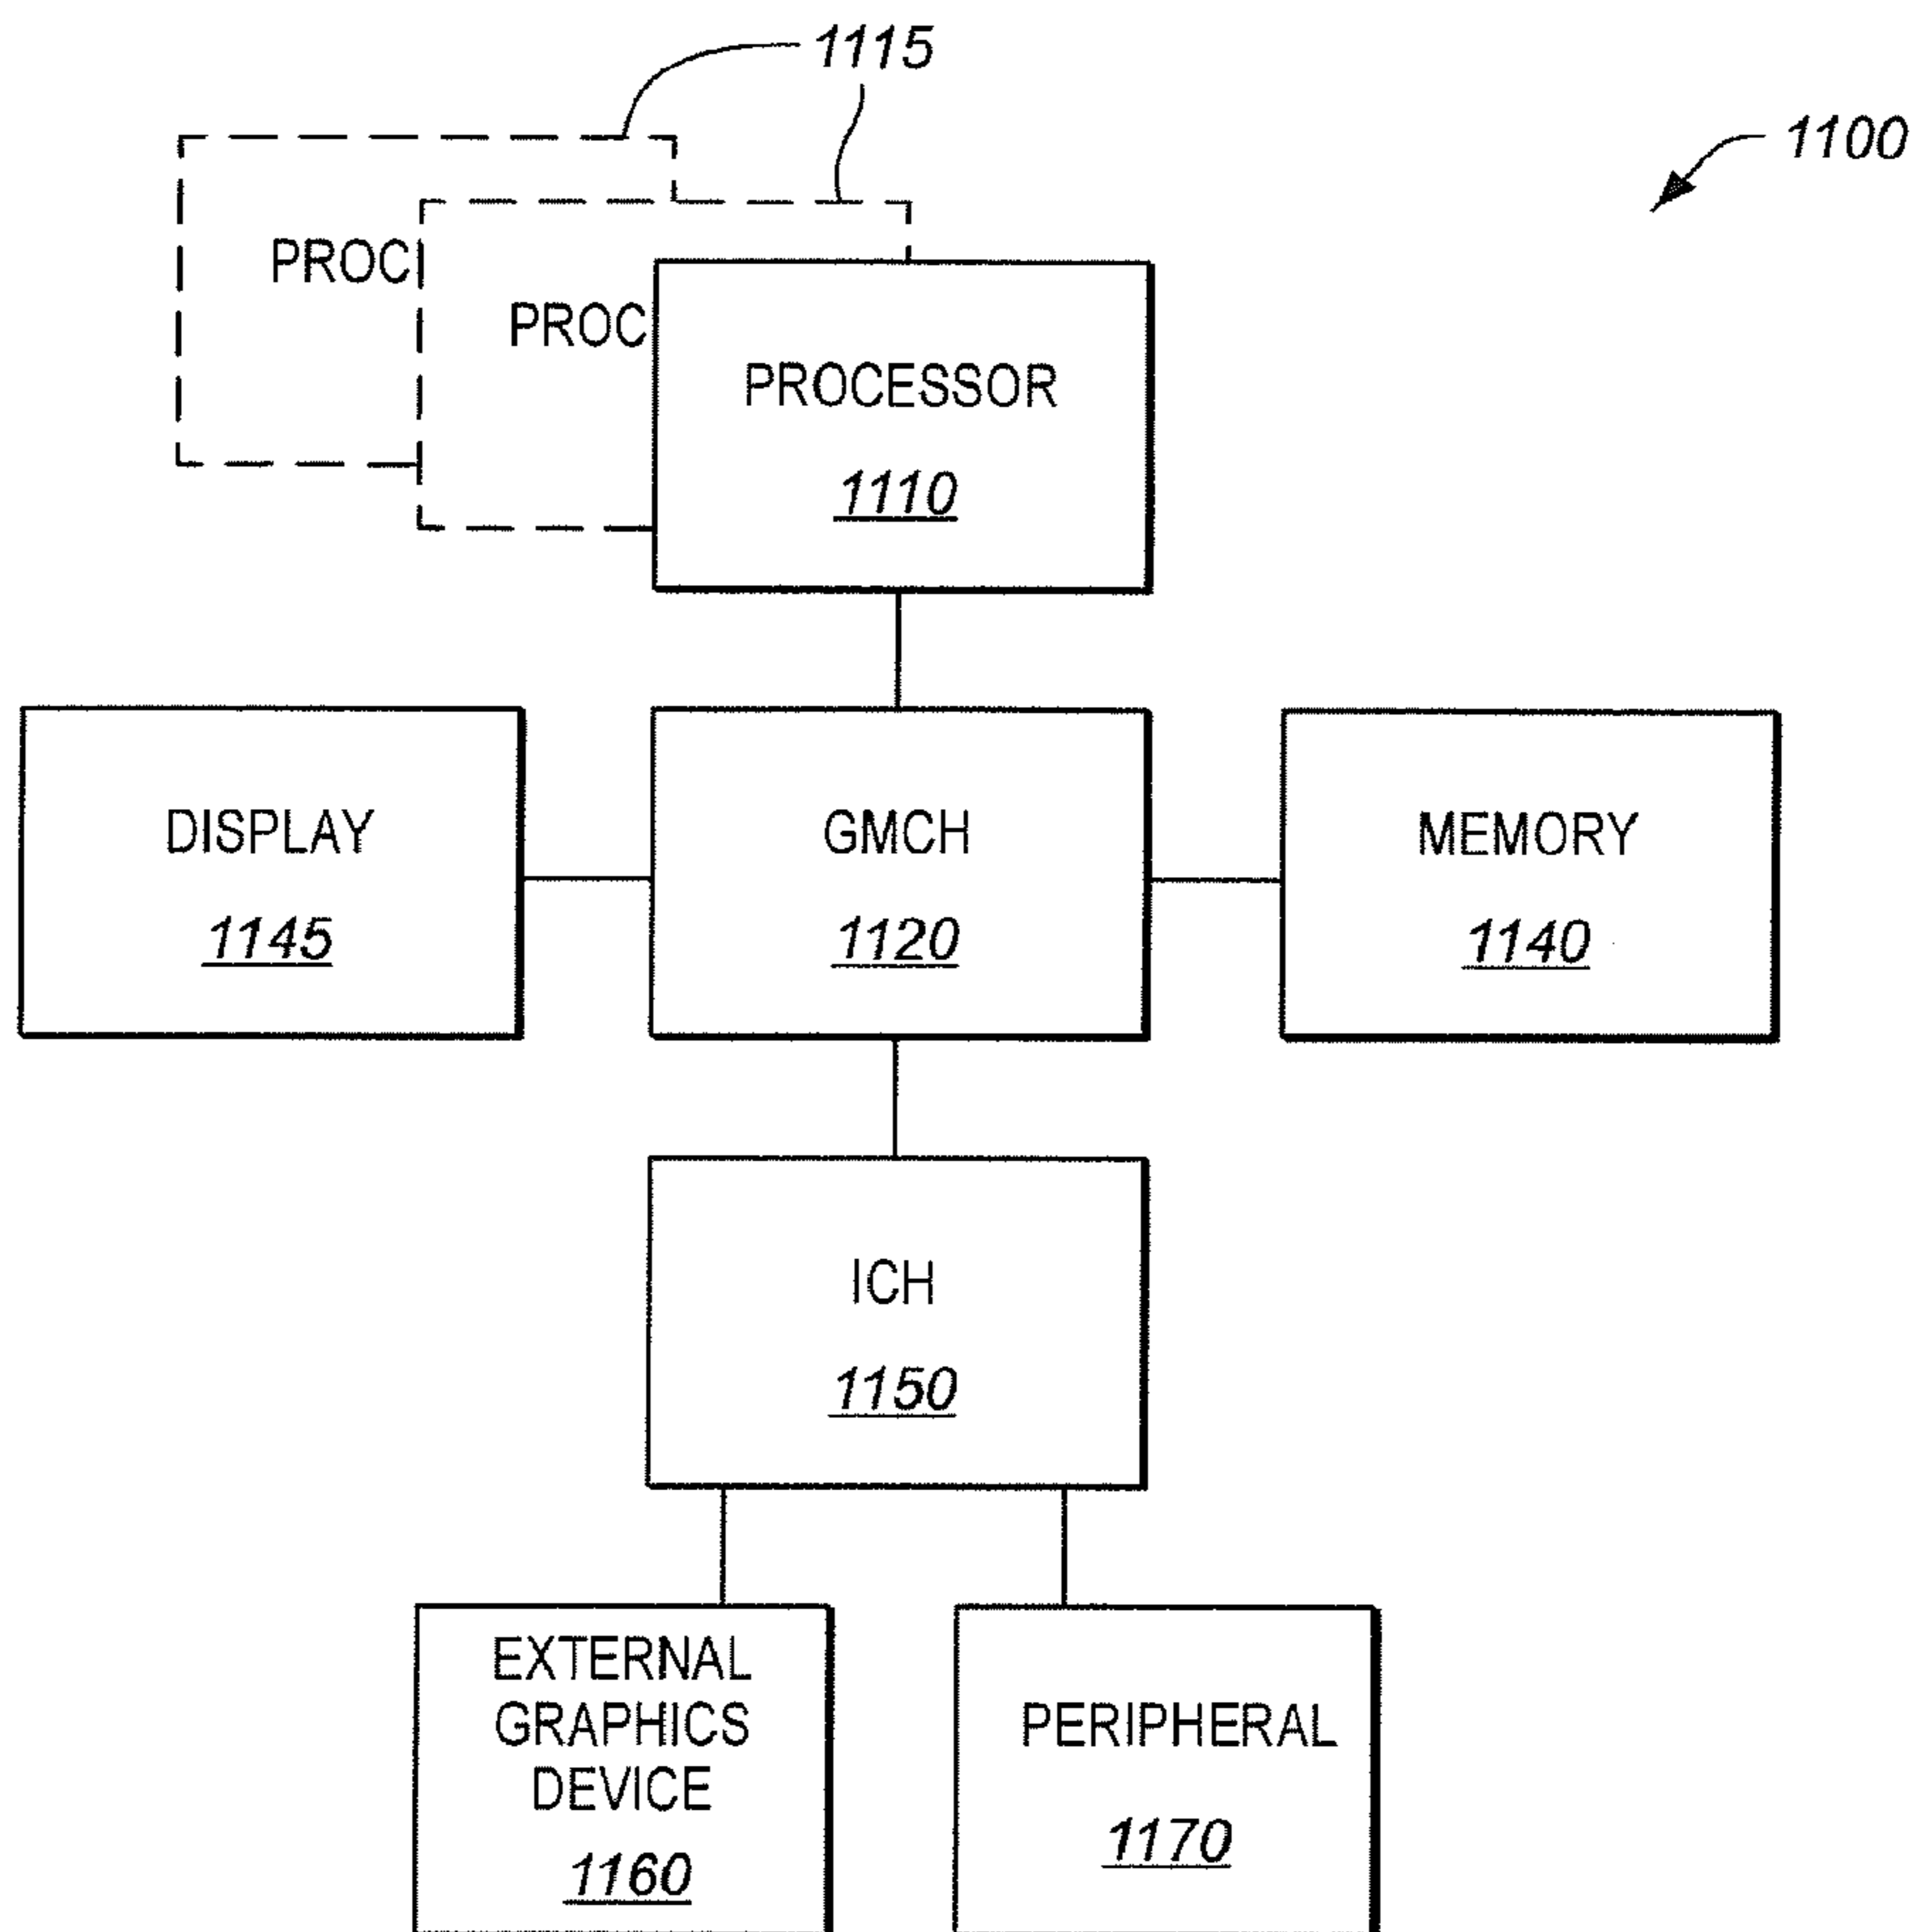 1115
1100
PROC
PROC
PROCESSOR
1110
DISPLAY
1145
GMCH
1120
MEMORY
1140
ICH
1150
EXTERNAL
GRAPHICS
DEVICE
1160
PERIPHERAL
1170